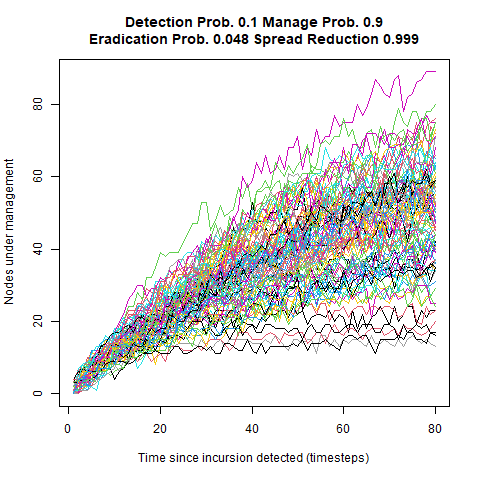 Detection Prob. 0.1 Manage Prob. 0.9
Eradication Prob. 0.048 Spread Reduction 0.999
Nodes under management
80
60
40
20
0
0 20 40 60 80
Time since incursion detected (timesteps)